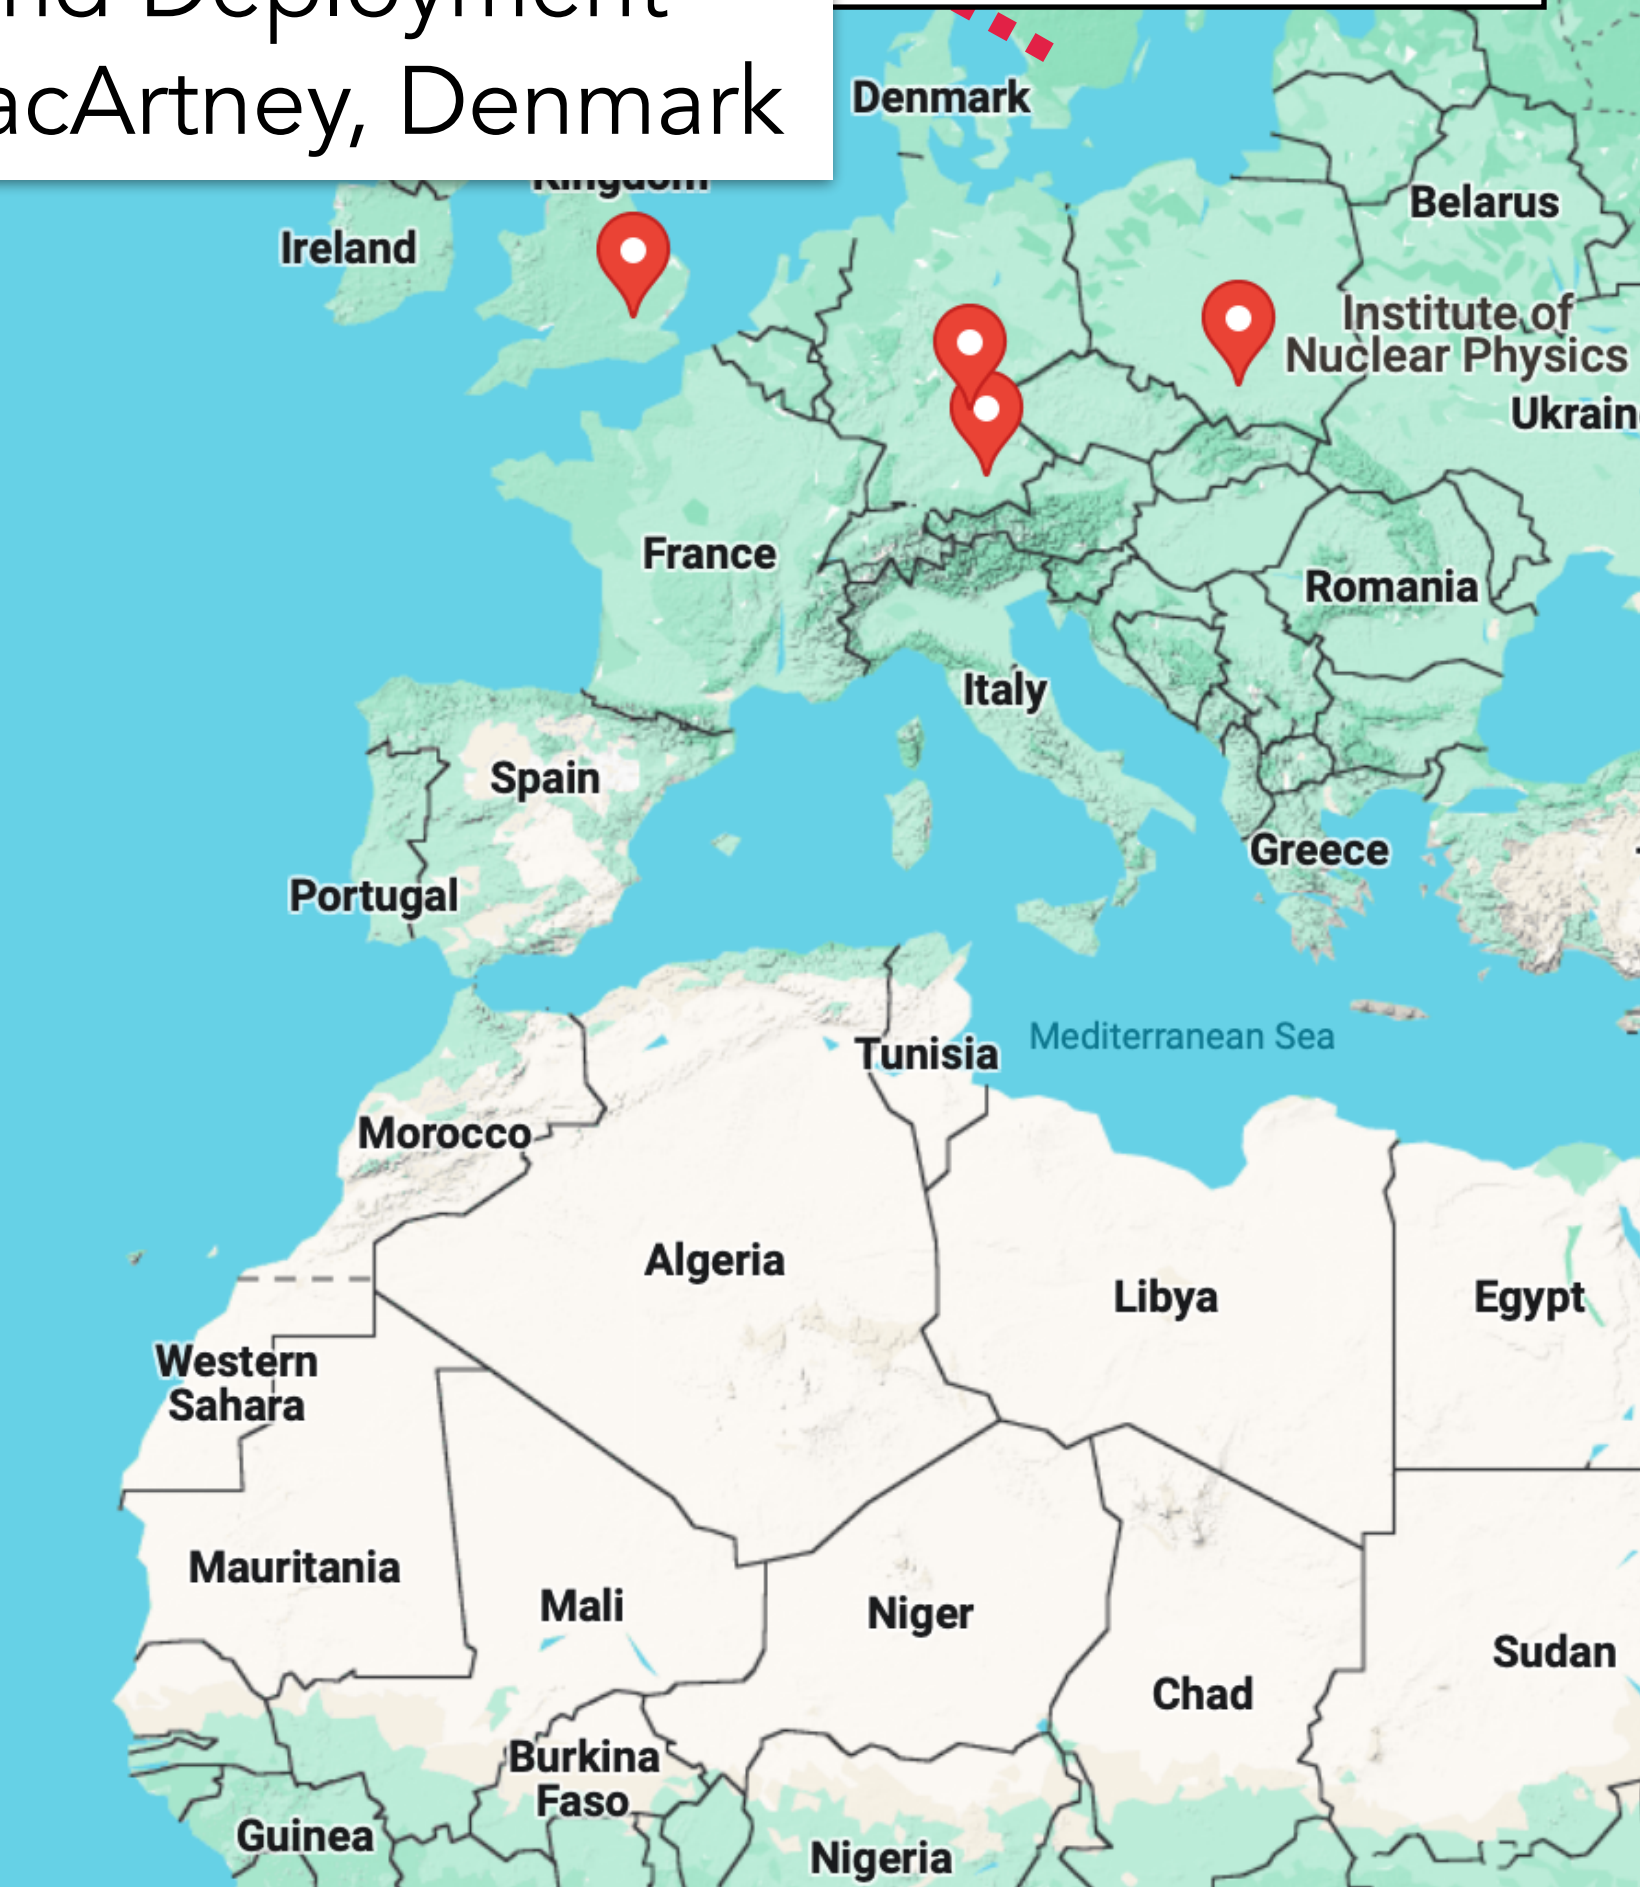 nd Deployment
acArtney, Denmark
Denmark
Kingdom
Belarus
Ireland
Institute of
Nuclear Physics
Ukrain
France
Romania
Italy
Spain
Greece
Portugal
Mediterranean Sea
Tunisia
Morocco
Algeria
Libya
Egypt
Western
Sahara
Mauritania
Mali
Niger
Sudan
Chad
Burkina
Faso
Guinea
Nigeria